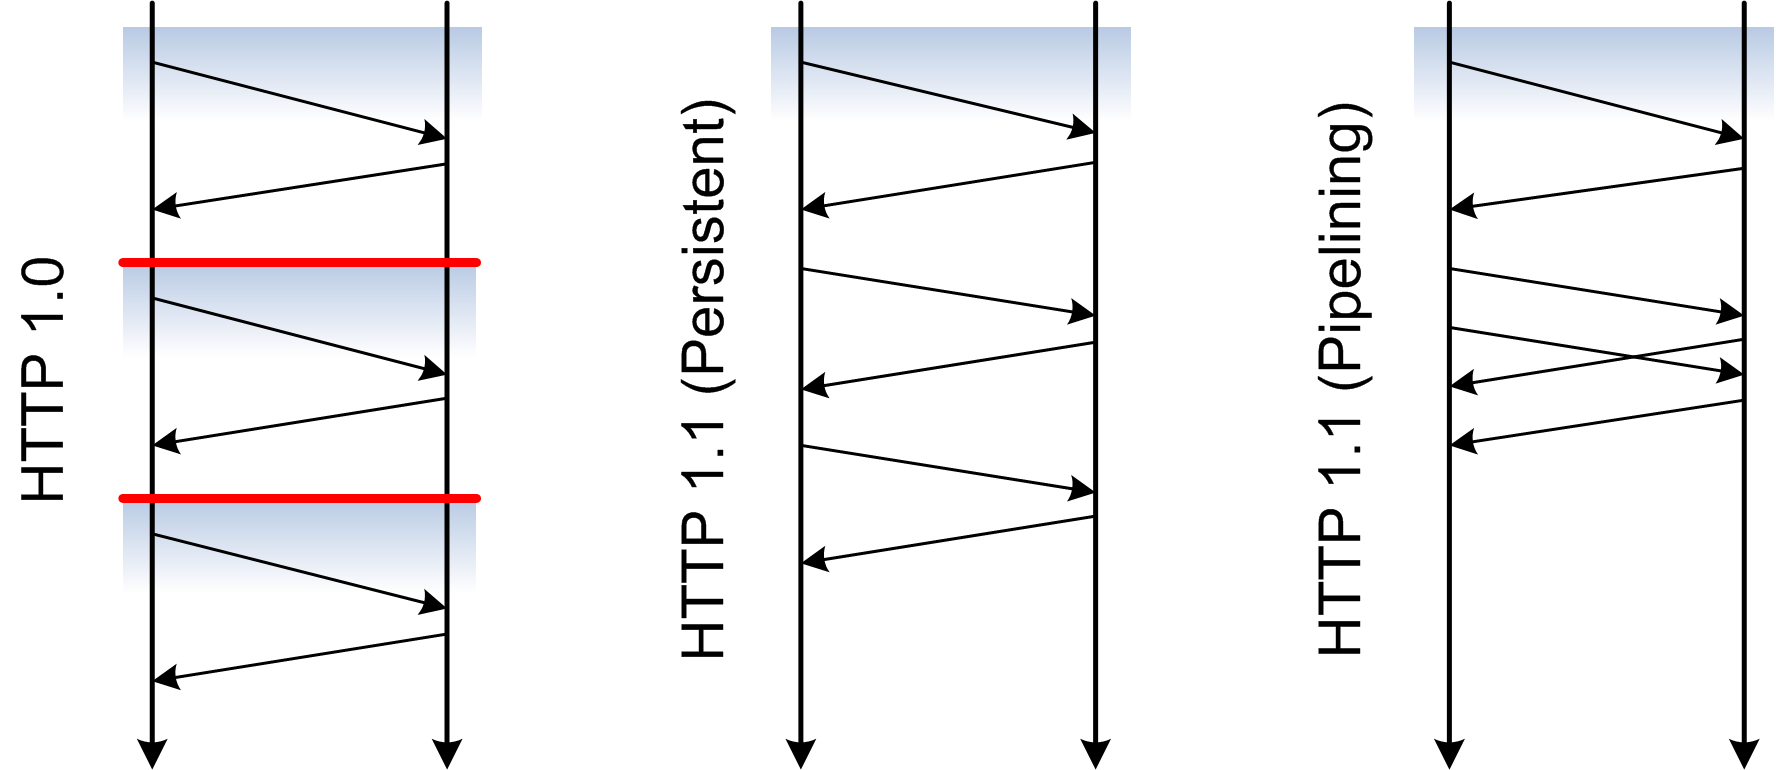 HTTP 1.0
HTTP 1.1 (Persistent)
HTTP 1.1 (Pipelining)